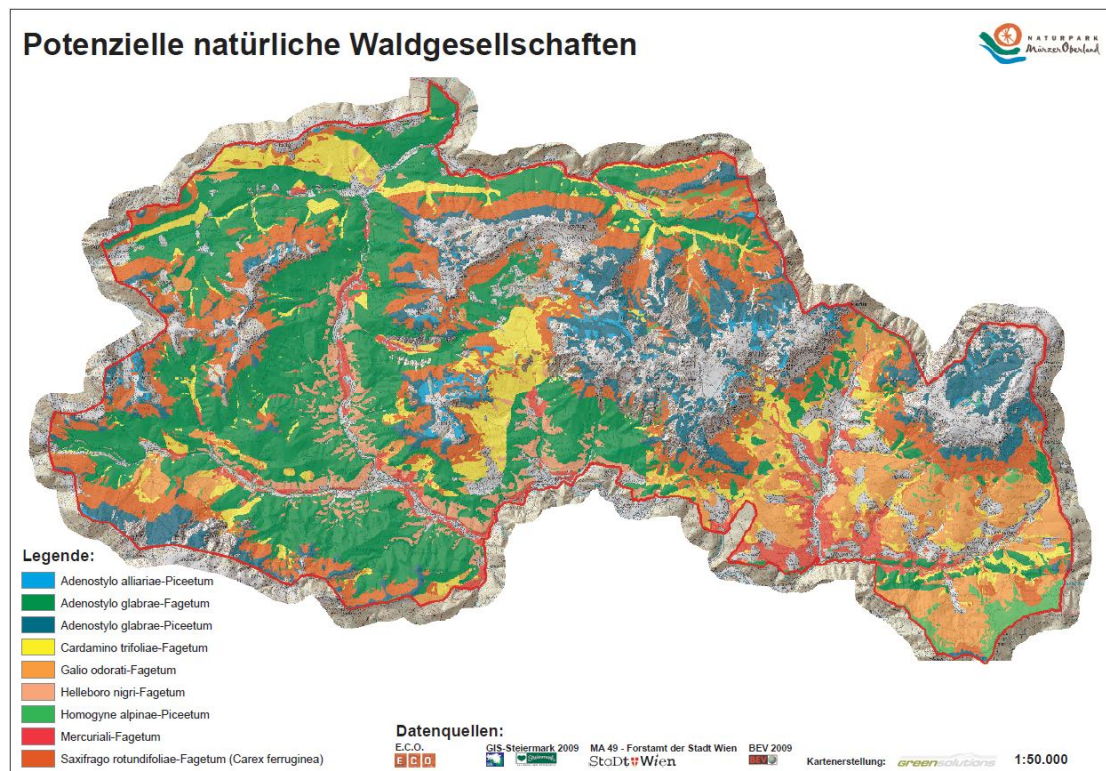 Potenzielle natürliche Waldgesellschaften
NATURPARK
Mürzer Oberland
Legende:
Adenostylo alliariae-Piceetum
Adenostylo glabrae-Fagetum
Adenostylo glabrae-Piceetum
Cardamino trifoliae-Fagetum
Galio odorati-Fagetum
Helleboro nigri-Fagetum
Homogyne alpinae-Piceetum
Mercuriali-Fagetum
Saxifrago rotundifoliae-Fagetum (Carex ferruginea)
Datenquellen:
E.C.O. GIS-Steiermark 2009 MA 49 - Forstamt der Stadt Wien BEV 2009
E C O StaDt Wien BEV
Kartenerstellung: greensolutions 1:50.000